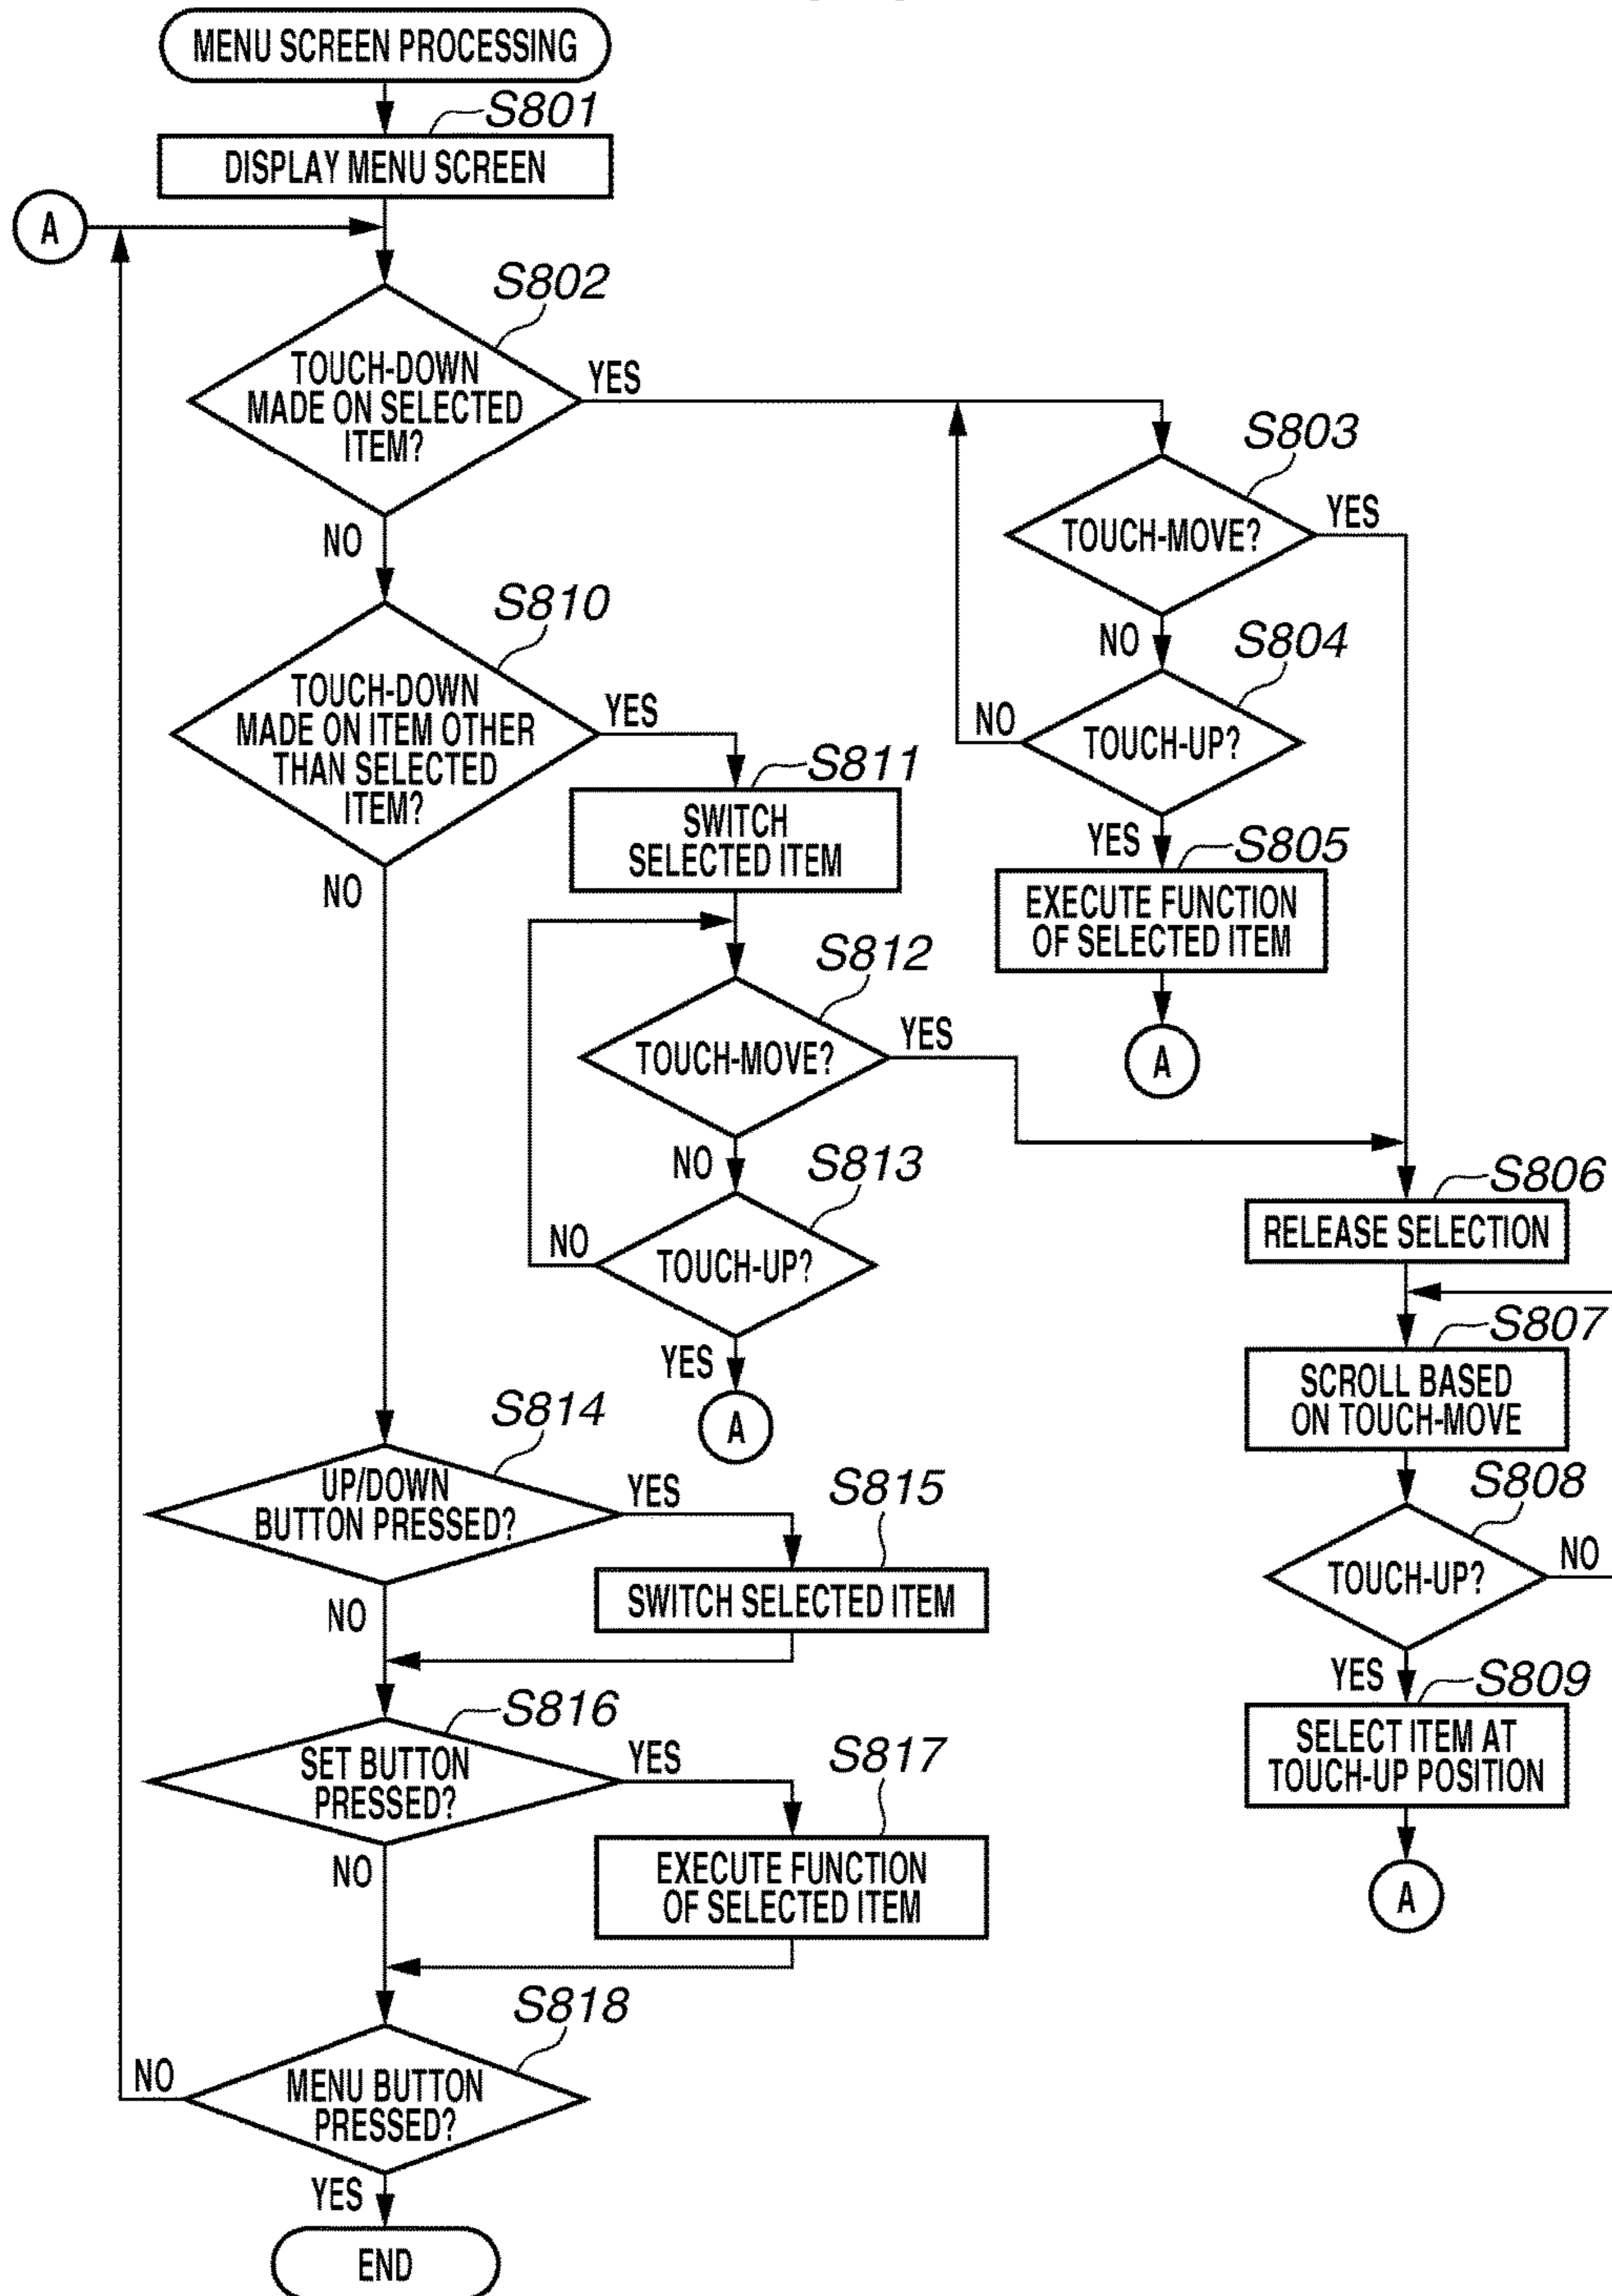 MENU SCREEN PROCESSING
S801
DISPLAY MENU SCREEN
A
S802
TOUCH-DOWN
MADE ON SELECTED
ITEM?
YES
NO
S803
TOUCH-MOVE?
YES
NO
S804
TOUCH-UP?
NO
YES
S805
EXECUTE FUNCTION
OF SELECTED ITEM
A
S810
TOUCH-DOWN
MADE ON ITEM OTHER
THAN SELECTED
ITEM?
YES
NO
S811
SWITCH
SELECTED ITEM
S812
TOUCH-MOVE?
YES
NO
S813
TOUCH-UP?
NO
YES
A
S806
RELEASE SELECTION
S807
SCROLL BASED
ON TOUCH-MOVE
S808
TOUCH-UP?
NO
YES
S809
SELECT ITEM AT
TOUCH-UP POSITION
A
S814
UP/DOWN
BUTTON PRESSED?
YES
NO
S815
SWITCH SELECTED ITEM
S816
SET BUTTON
PRESSED?
YES
NO
S817
EXECUTE FUNCTION
OF SELECTED ITEM
S818
MENU BUTTON
PRESSED?
NO
YES
END